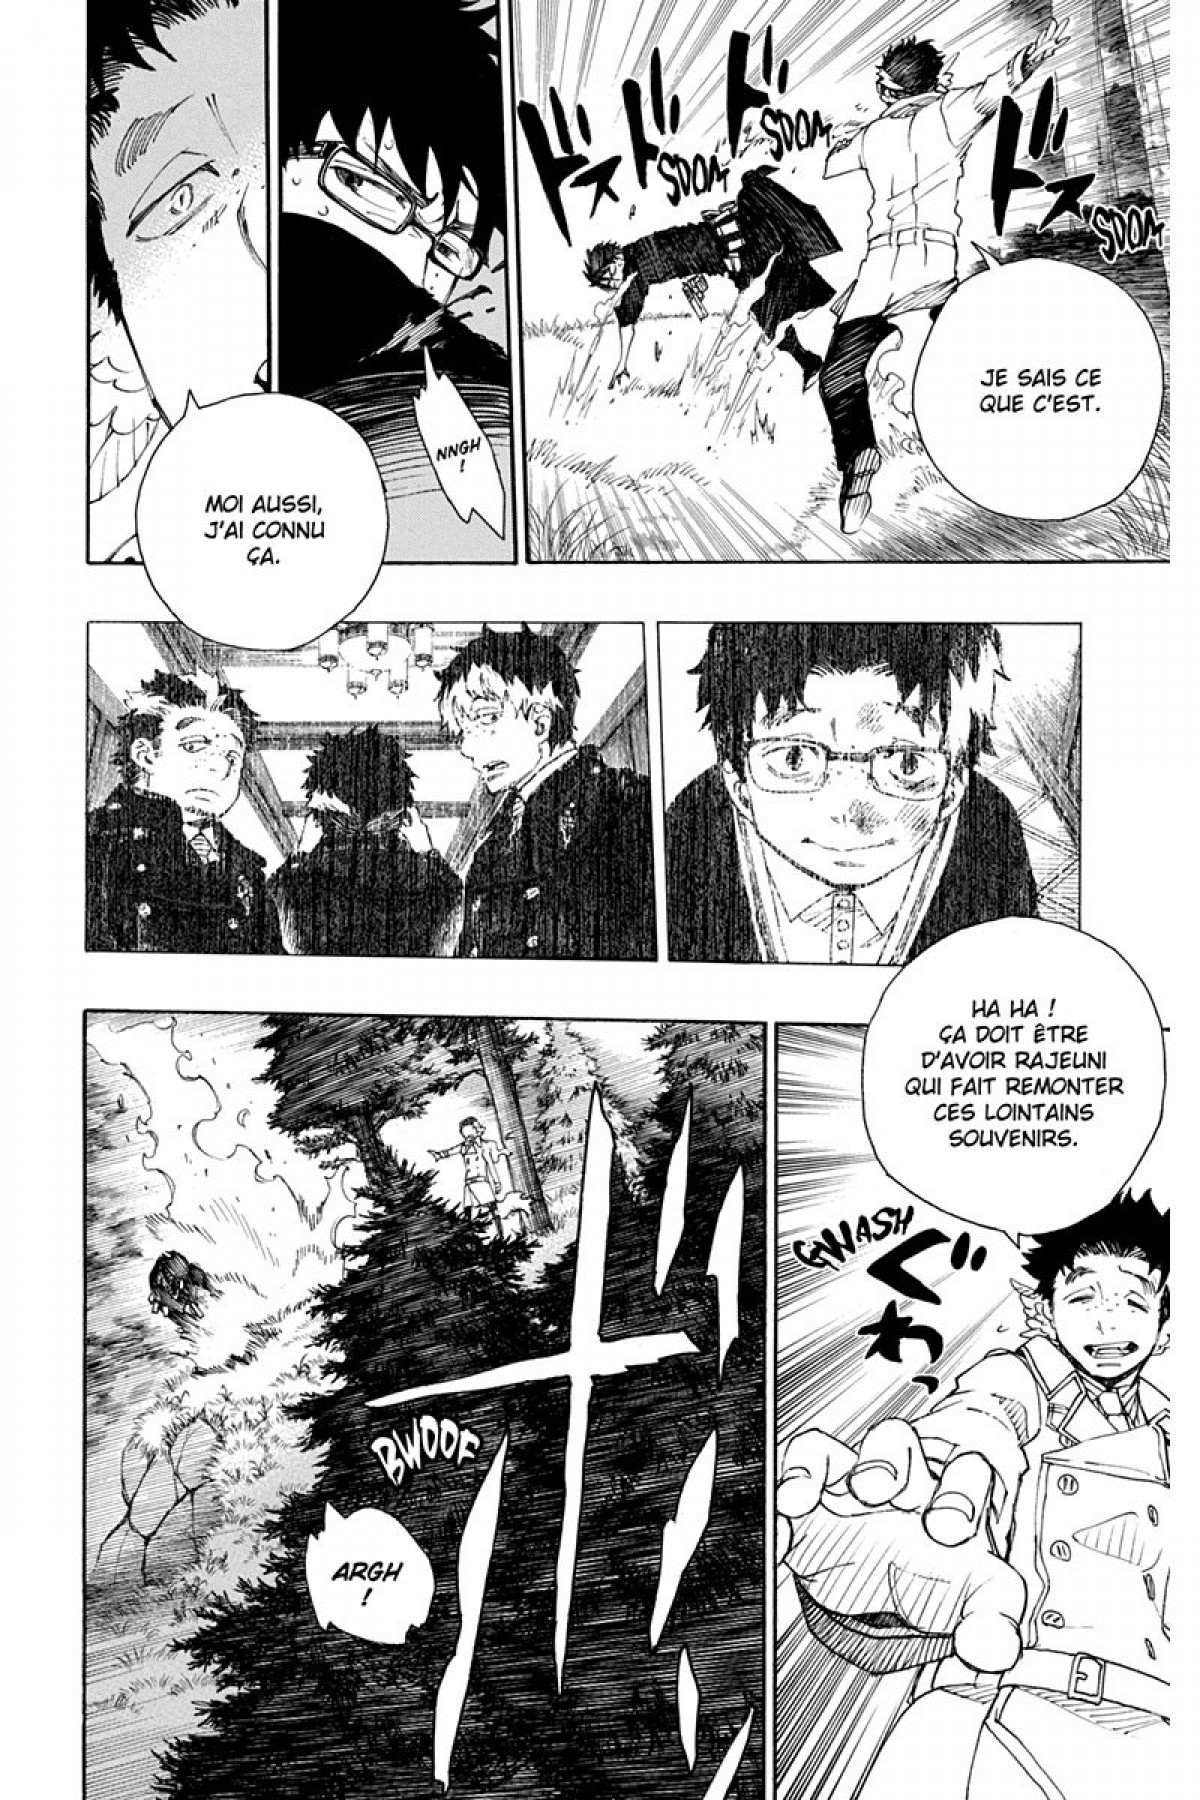 ド
SDOM
ド
SDOM
スド
SDOM
ドス
JE SAIS CE
QUE C'EST.
NNGH
!
MOI AUSSI,
J'AI CONNU
ÇA.
HA HA !
ÇA DOIT ÊTRE
D'AVOIR RAJEUNI
QUI FAIT REMONTER
CES LOINTAINS
SOUVENIRS.
GWASH
ぐわ
BWOOF
ARGH
!